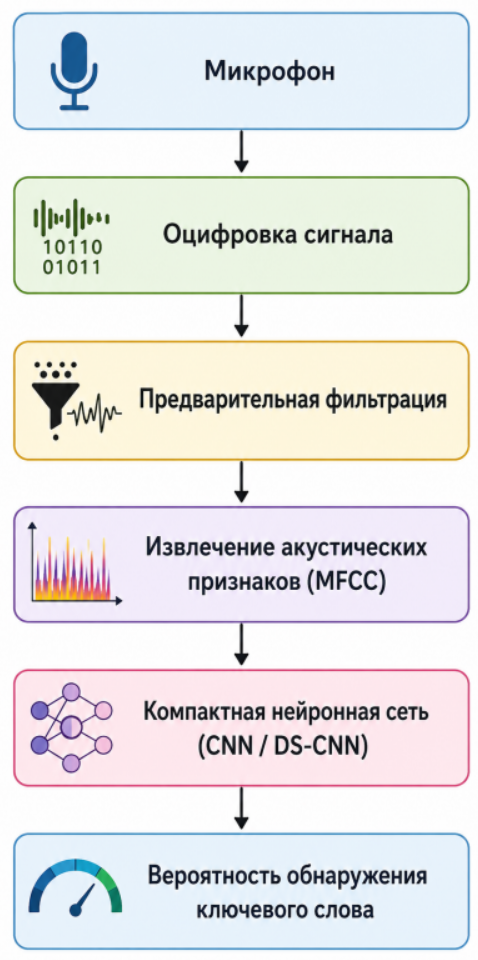 Микрофон
10110
01011
Оцифровка сигнала
Предварительная фильтрация
Извлечение акустических
признаков (MFCC)
Компактная нейронная сеть
(CNN / DS-CNN)
Вероятность обнаружения
ключевого слова